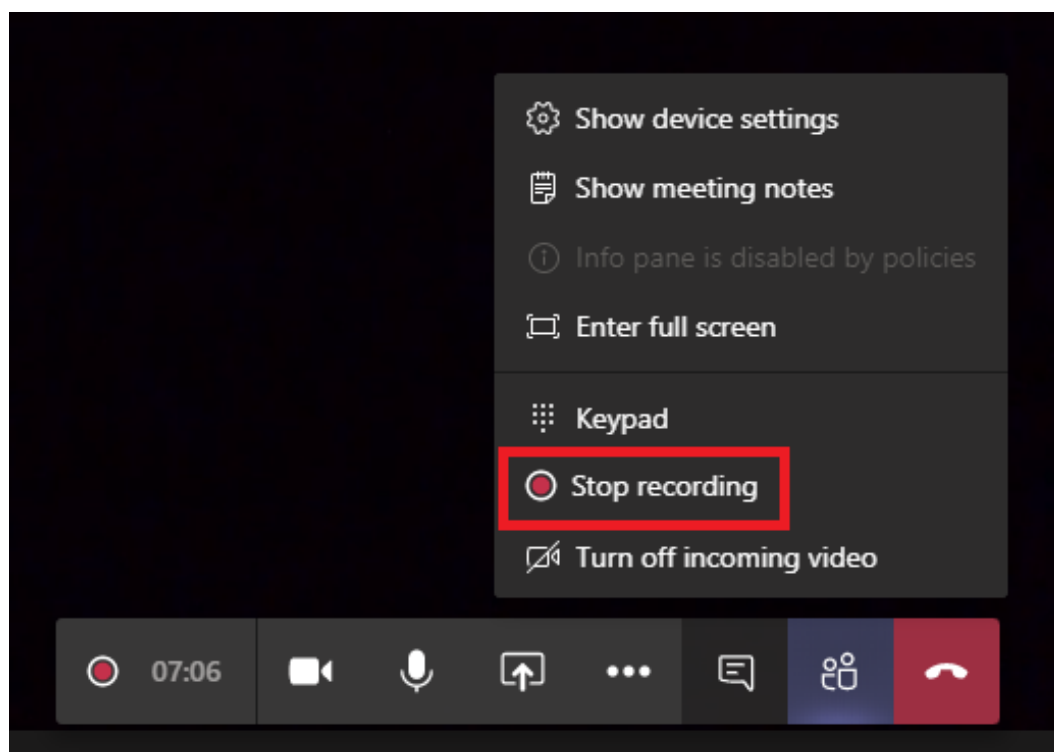 Show device settings
Show meeting notes
Info pane is disabled by policies
Enter full screen
Keypad
Stop recording
Turn off incoming video
07:06